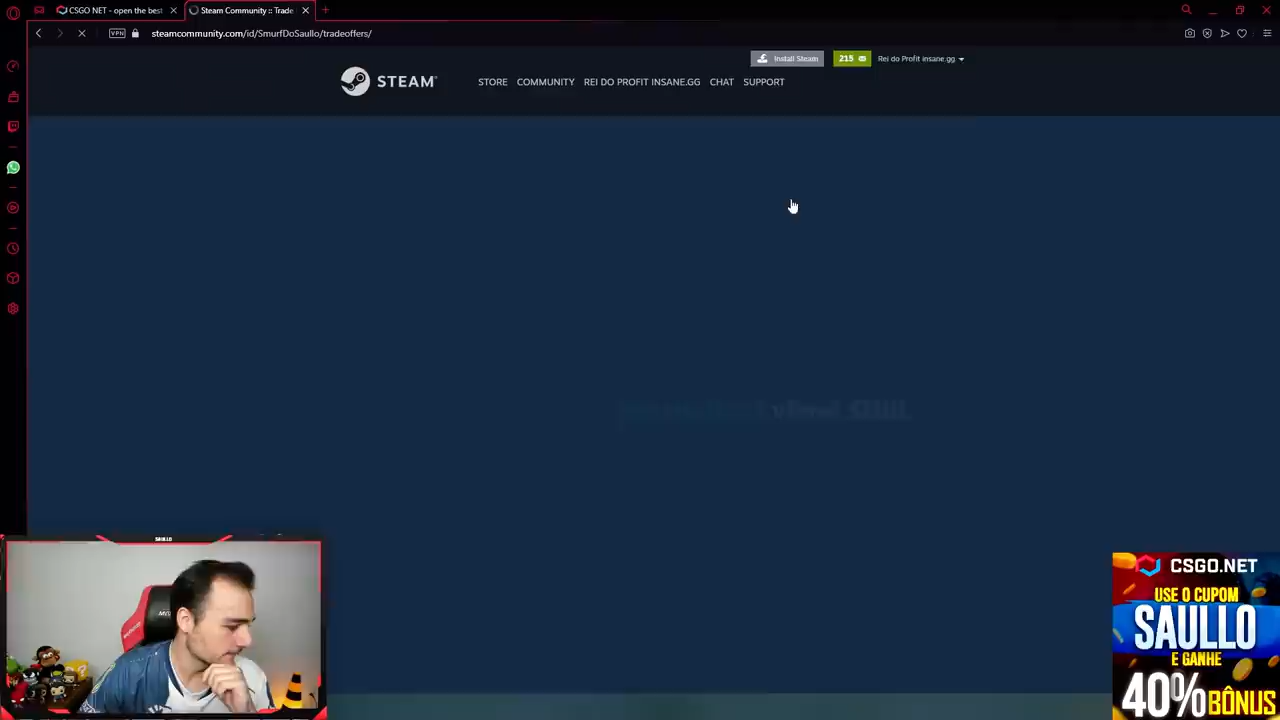 CSGO.NET - open the best
Steam Community :: Trade
VPN
steamcommunity.com/id/SmurfDoSaullo/tradeoffers/
Install Steam
215
Rei do Profit insane.gg
STEAM
STORE
COMMUNITY
REI DO PROFIT INSANE.GG
CHAT
SUPPORT
SAULLO
CSGO.NET
USE O CUPOM
SAULLO
E GANHE
40% BÔNUS